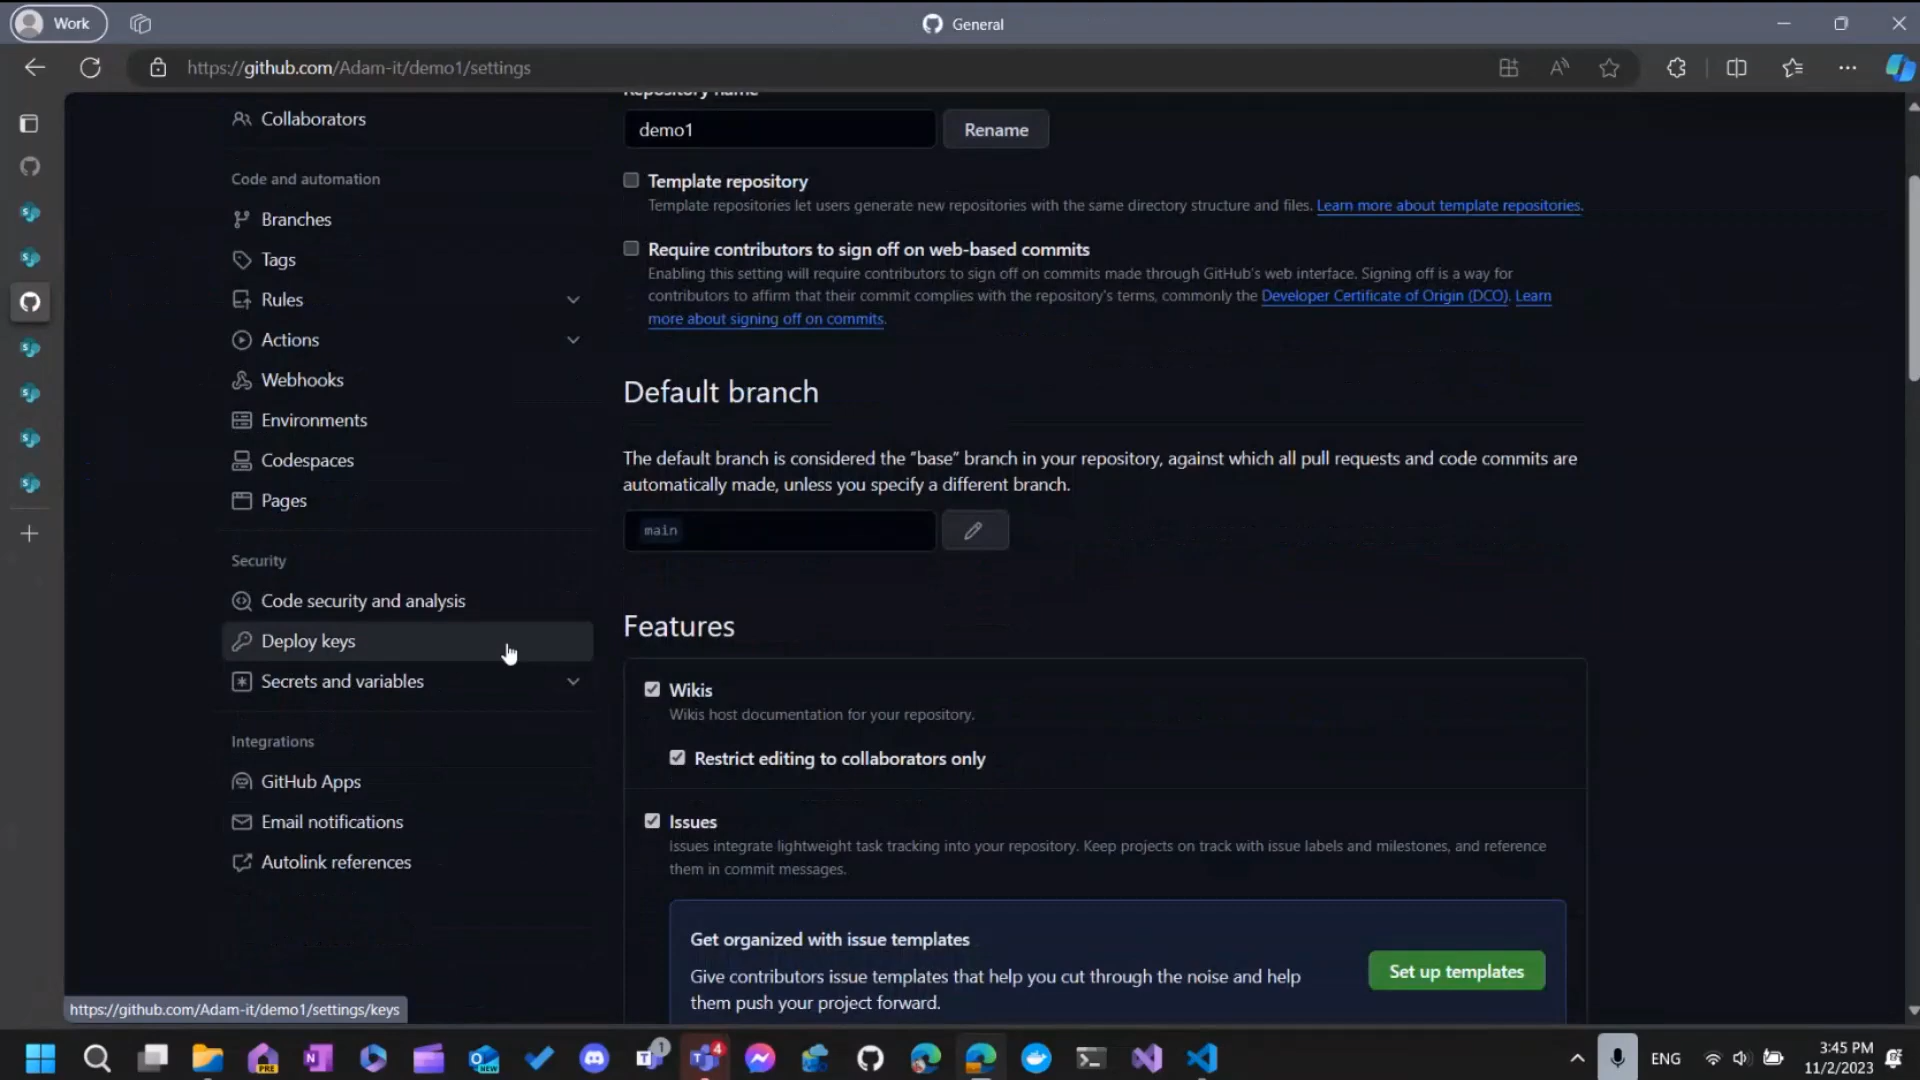 Work
General
https://github.com/Adam-it/demo1/settings
Collaborators
Code and automation
Branches
Tags
Rules
Actions
Webhooks
Environments
Codespaces
Pages
Security
Code security and analysis
Deploy keys
Secrets and variables
Integrations
GitHub Apps
Email notifications
Autolink references
Repository name
demo1
Rename
Template repository
Template repositories let users generate new repositories with the same directory structure and files. Learn more about template repositories.
Require contributors to sign off on web-based commits
Enabling this setting will require contributors to sign off on commits made through GitHub's web interface. Signing off is a way for
contributors to affirm that their commit complies with the repository's terms, commonly the Developer Certificate of Origin (DCO). Learn
more about signing off on commits.
Default branch
The default branch is considered the "base" branch in your repository, against which all pull requests and code commits are
automatically made, unless you specify a different branch.
main
Features
Wikis
Wikis host documentation for your repository.
Restrict editing to collaborators only
Issues
Issues integrate lightweight task tracking into your repository. Keep projects on track with issue labels and milestones, and reference
them in commit messages.
Get organized with issue templates
Give contributors issue templates that help you cut through the noise and help
them push your project forward.
Set up templates
https://github.com/Adam-it/demo1/settings/keys
PRE
NEW
1
4
ENG
3:45 PM
11/2/2023